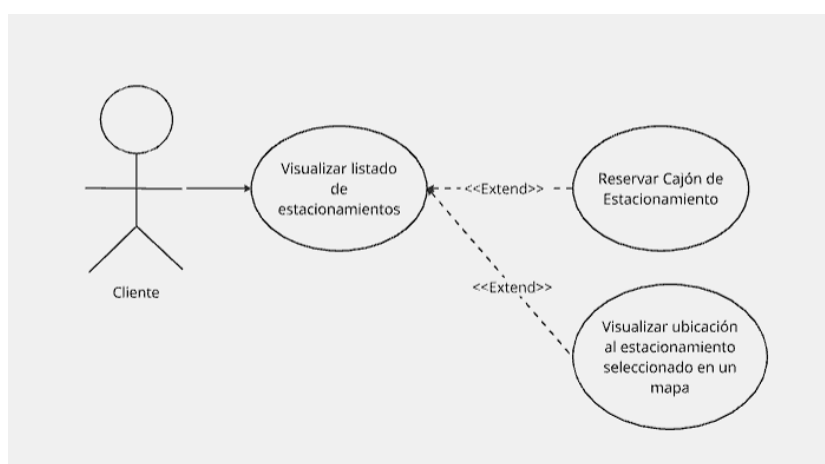 Visualizar listado
de
estacionamientos
<<Extend>>
Reservar Cajón de
Estacionamiento
Cliente
<<Extend>>
Visualizar ubicación
al estacionamiento
seleccionado en un
mapa